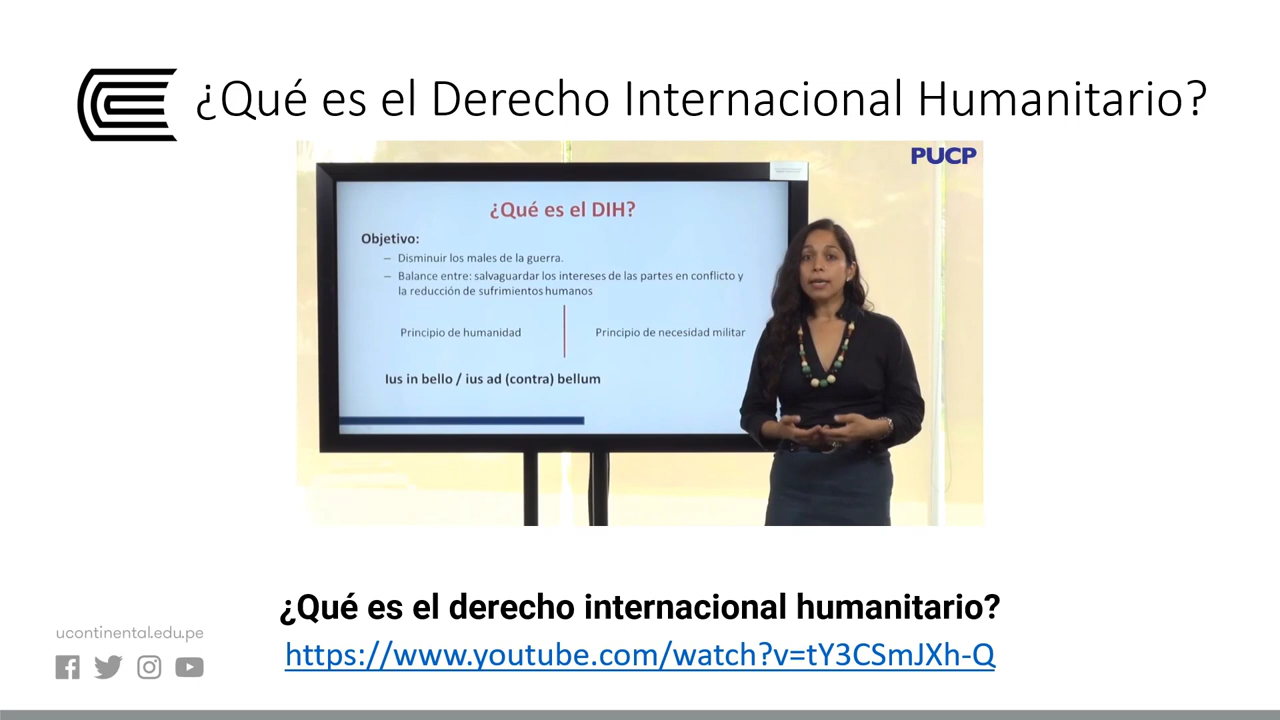 ¿Qué es el Derecho Internacional Humanitario?
PUCP
¿Qué es el DIH?
Objetivo:
– Disminuir los males de la guerra.
– Balance entre: salvaguardar los intereses de las partes en conflicto y
la reducción de sufrimientos humanos
Principio de humanidad
Principio de necesidad militar
Ius in bello / ius ad (contra) bellum
¿Qué es el derecho internacional humanitario?
https://www.youtube.com/watch?v=tY3CSmJXh-Q
ucontinental.edu.pe